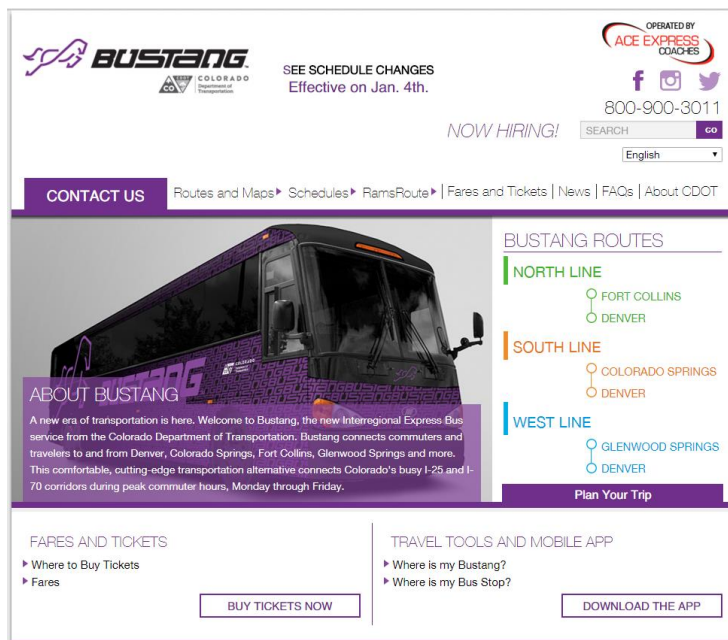 BUSTANG
CO
CDOT
COLORADO
Department of
Transportation
SEE SCHEDULE CHANGES
Effective on Jan. 4th.
OPERATED BY
ACE EXPRESS
COACHES
800-900-3011
NOW HIRING!
SEARCH
GO
English
CONTACT US
Routes and Maps
Schedules
RamsRoute
Fares and Tickets
News
FAQs
About CDOT
BUSTANG
ABOUT BUSTANG
A new era of transportation is here. Welcome to Bustang, the new Interregional Express Bus
service from the Colorado Department of Transportation. Bustang connects commuters and
travelers to and from Denver, Colorado Springs, Fort Collins, Glenwood Springs and more.
This comfortable, cutting-edge trasportation alternative connects Colorado's busy I-25 and I-
70 corridors during peak commuter hours, Monday through Friday.
BUSTANG ROUTES
NORTH LINE
FORT COLLINS
DENVER
SOUTH LINE
COLORADO SPRINGS
DENVER
WEST LINE
GLENWOOD SPRINGS
DENVER
Plan Your Trip
FARES AND TICKETS
Where to Buy Tickets
Fares
BUY TICKETS NOW
TRAVEL TOOLS AND MOBILE APP
Where is my Bustang?
Where is my Bus Stop?
DOWNLOAD THE APP